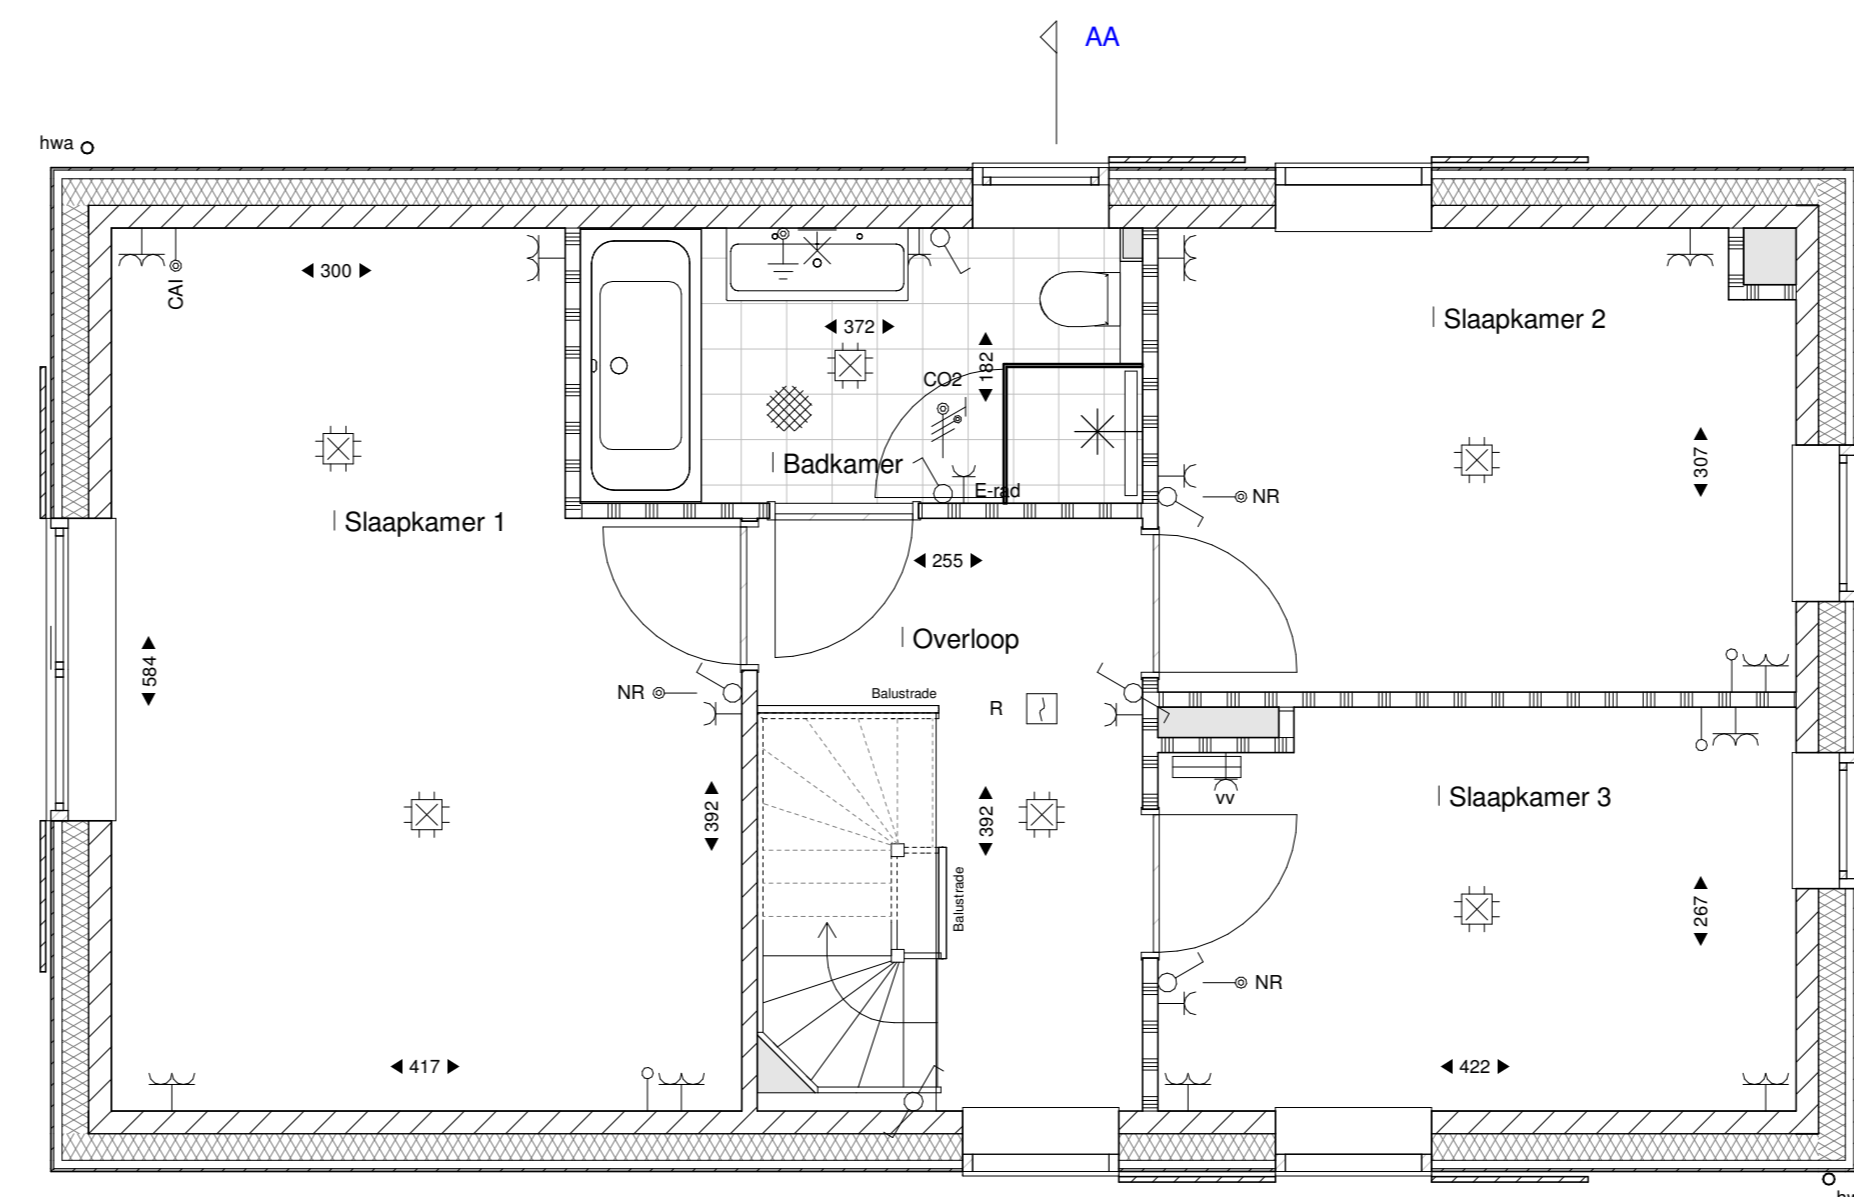 AA
hwa
CAI
300
372
182
CO2
Slaapkamer 2
Badkamer
E-rad
307
NR
Slaapkamer 1
255
Overloop
584
NR
Balustrade
R
392
392
vv
Slaapkamer 3
Balustrade
267
NR
417
422